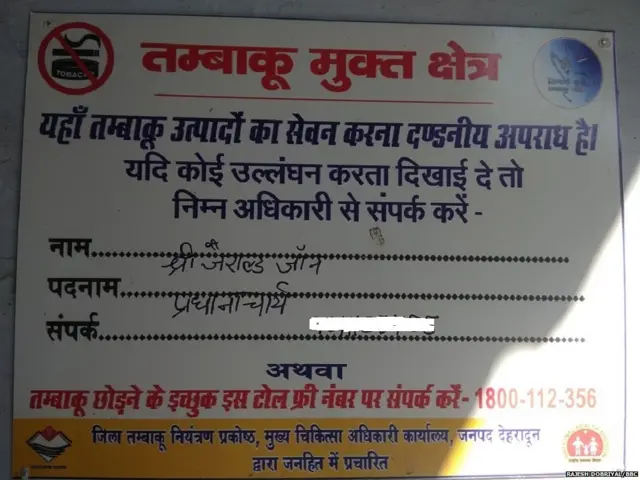 TOBACCO
तम्बाकू मुक्त क्षेत्र
यहाँ तम्बाकू उत्पादों का सेवन करना दण्डनीय अपराध है।
यदि कोई उल्लंघन करता दिखाई दे तो
निम्न अधिकारी से संपर्क करें -
नाम श्री जैराल्ड जॉन
पदनाम प्रधानाचार्य
संपर्क
अथवा
तम्बाकू छोड़ने के इच्छुक इस टोल फ्री नंबर पर संपर्क करें- 1800-112-356
जिला तम्बाकू नियंत्रण प्रकोष्ठ, मुख्य चिकित्सा अधिकारी कार्यालय, जनपद देहरादून
द्वारा जनहित में प्रचारित
RAJESH DOBRIYAL/BBC